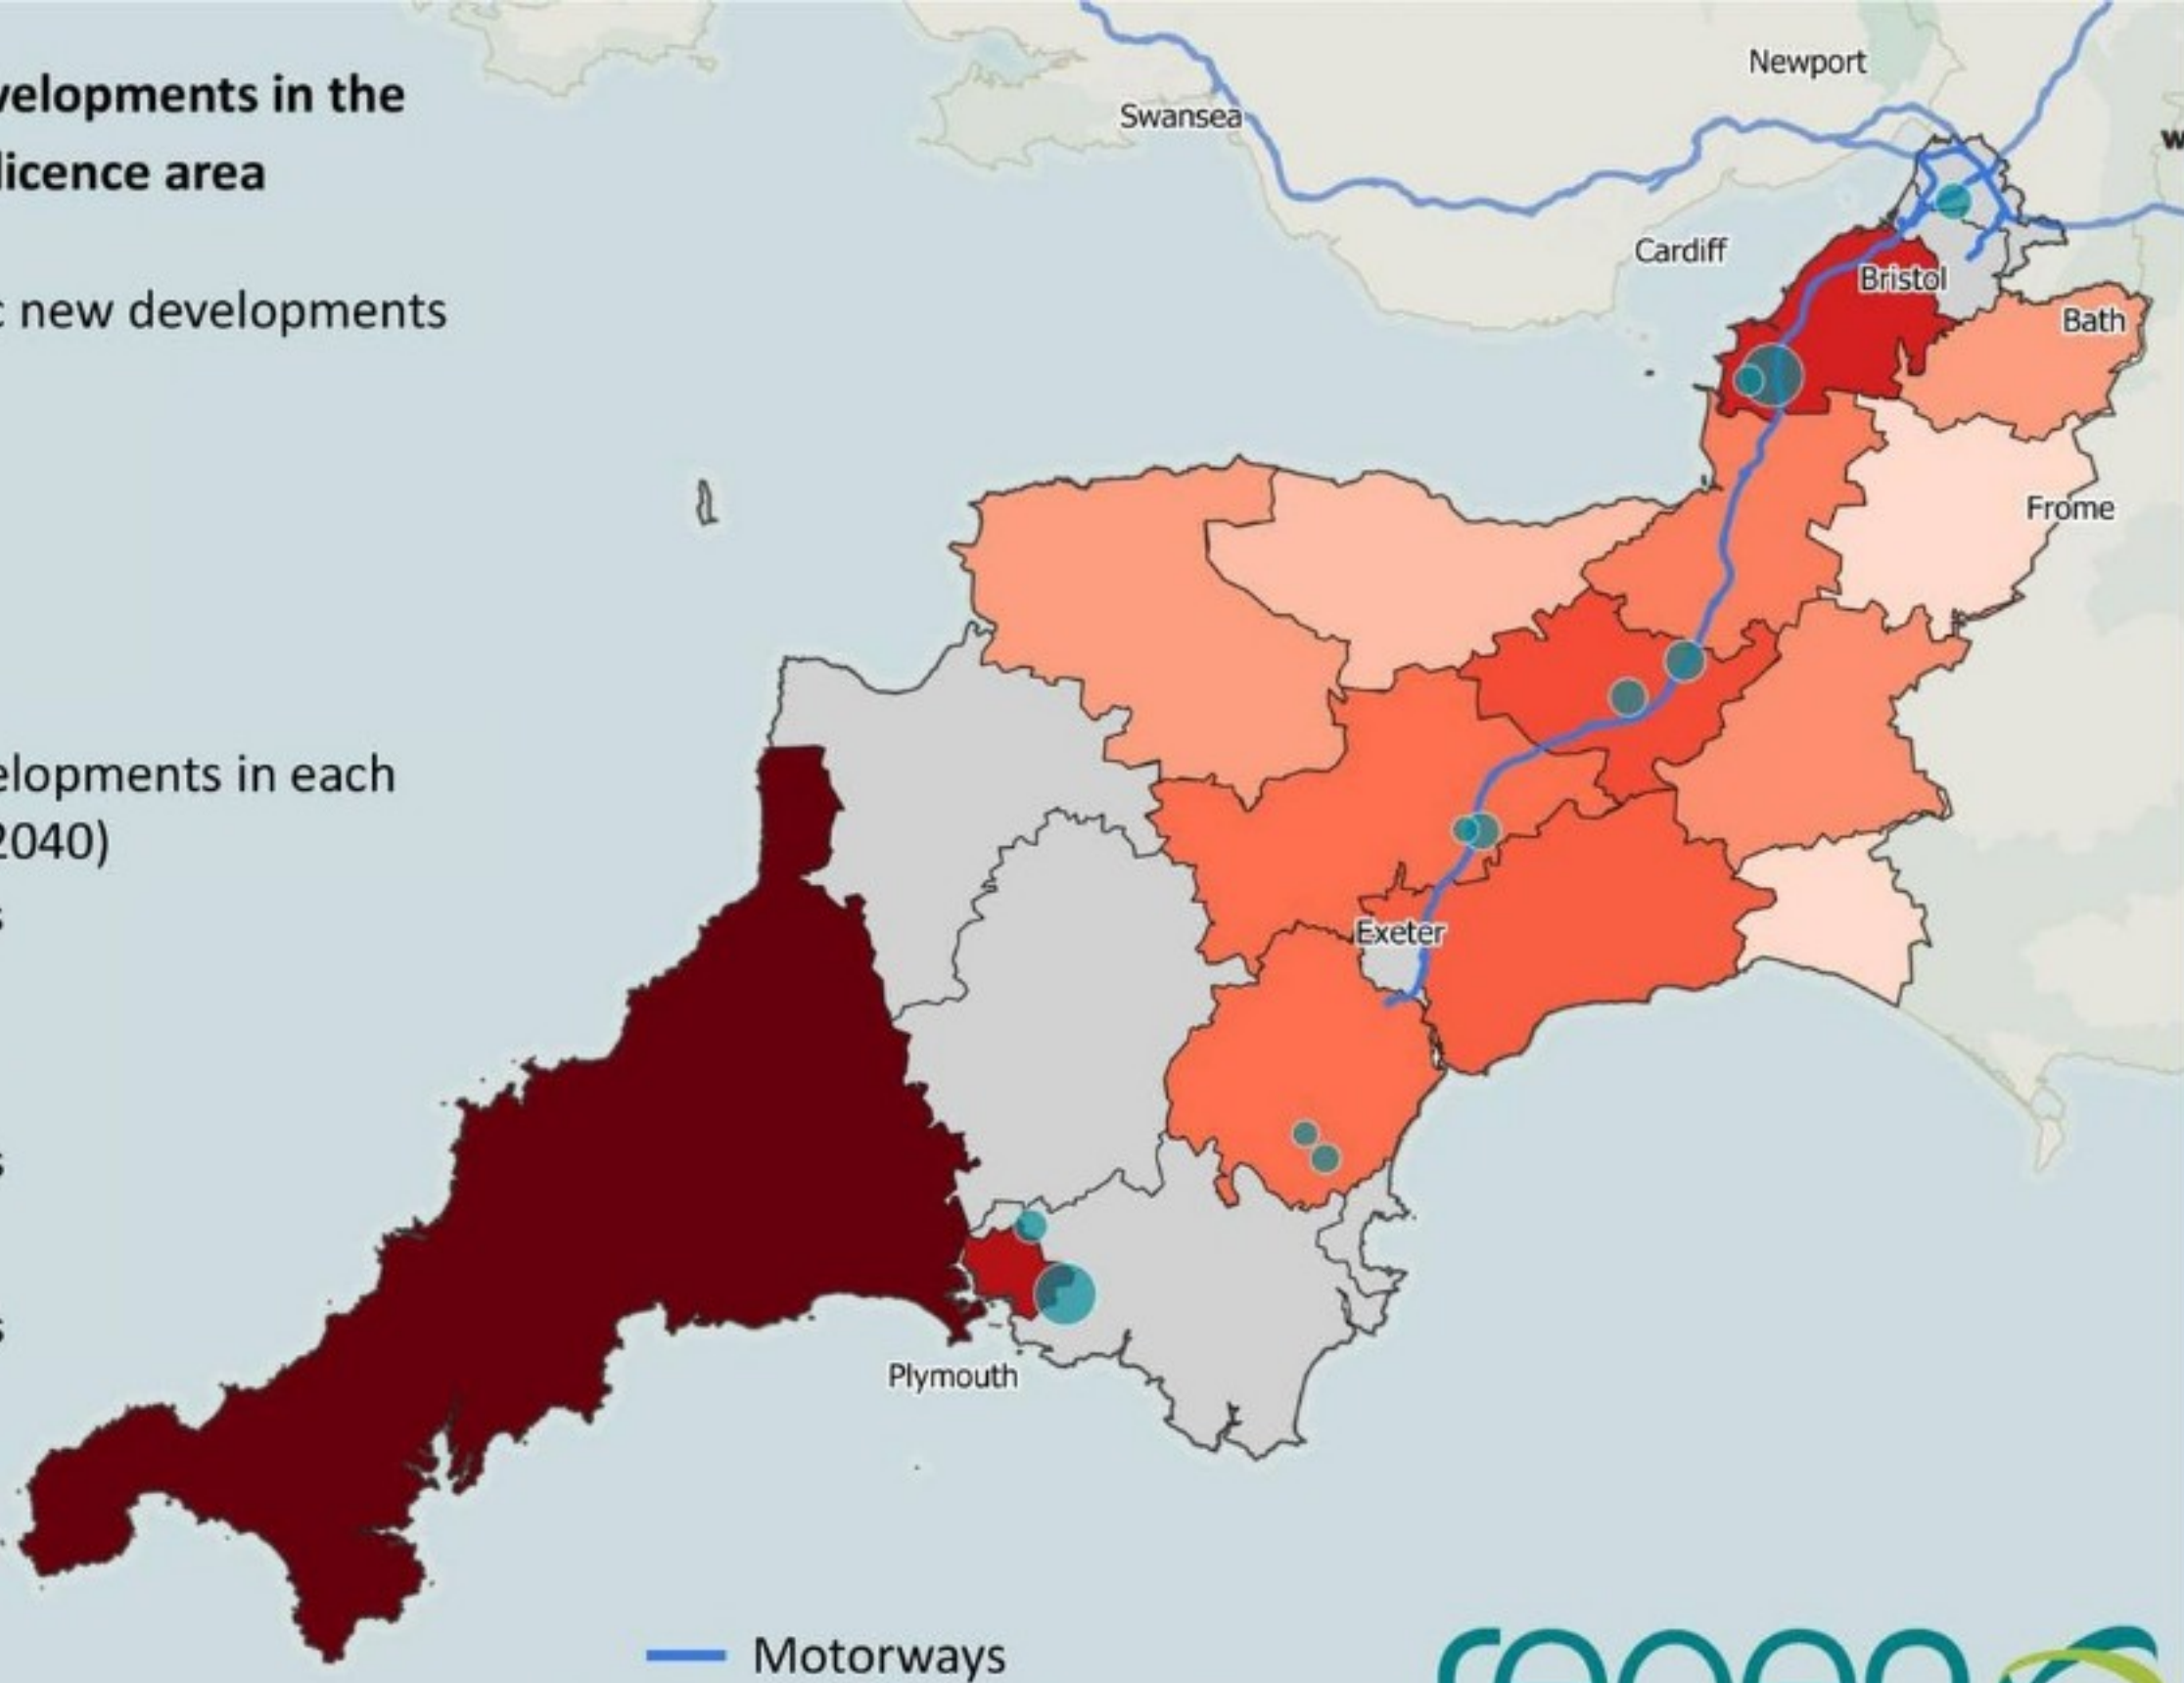 velopments in the
licence area
new developments
elopments in each
2040)
s
s
s
Swansea
Newport
Cardiff
Bristol
Bath
Frome
Exeter
Plymouth
Motorways